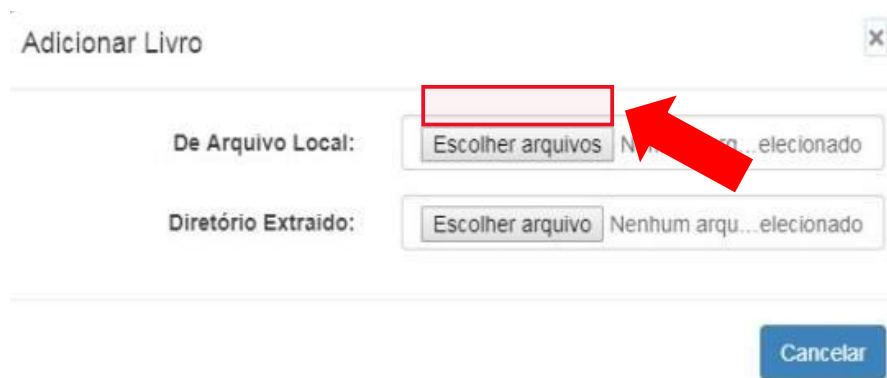 Adicionar Livro ×
De Arquivo Local: Escolher arquivos ...elecionado
Diretório Extraido: Escolher arquivo Nenhum arqu...elecionado
Cancelar